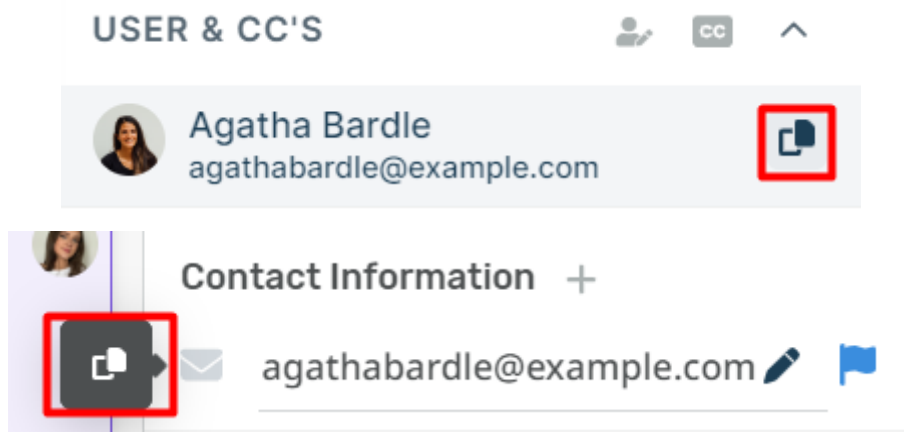 USER & CC'S
CC
Agatha Bardle
agathabardle@example.com
Contact Information +
agathabardle@example.com